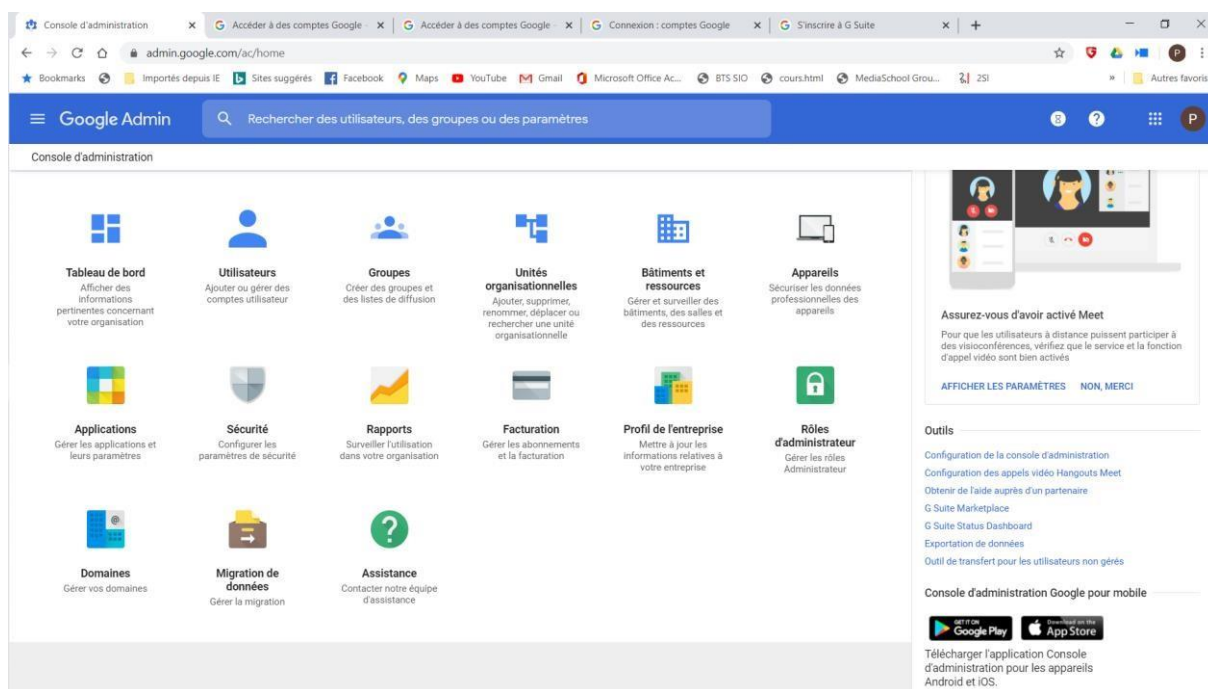 Console d'administration
Accéder à des comptes Google
Accéder à des comptes Google
Connexion : comptes Google
S'inscrire à G Suite
admin.google.com/ac/home
P
Bookmarks
Importés depuis IE
Sites suggérés
Facebook
Maps
YouTube
Gmail
Microsoft Office Ac...
BTS SIO
cours.html
MediaSchool Grou...
2SI
»
Autres favoris
Google Admin
Rechercher des utilisateurs, des groupes ou des paramètres
P
Console d'administration
Tableau de bord
Afficher des
informations
pertinentes concernant
votre organisation
Utilisateurs
Ajouter ou gérer des
comptes utilisateur
Groupes
Créer des groupes et
des listes de diffusion
Unités
organisationnelles
Ajouter, supprimer,
renommer, déplacer ou
rechercher une unité
organisationnelle
Bâtiments et
ressources
Gérer et surveiller des
bâtiments, des salles et
des ressources
Appareils
Sécuriser les données
professionnelles des
appareils
Applications
Gérer les applications et
leurs paramètres
Sécurité
Configurer les
paramètres de sécurité
Rapports
Surveiller l'utilisation
dans votre organisation
Facturation
Gérer les abonnements
et la facturation
Profil de l'entreprise
Mettre à jour les
informations relatives à
votre entreprise
Rôles
d'administrateur
Gérer les rôles
Administrateur
Domaines
Gérer vos domaines
Migration de
données
Gérer la migration
Assistance
Contacter notre équipe
d'assistance
Assurez-vous d'avoir activé Meet
Pour que les utilisateurs à distance puissent participer à
des visioconférences, vérifiez que le service et la fonction
d'appel vidéo sont bien activés
AFFICHER LES PARAMÈTRES NON, MERCI
Outils
Configuration de la console d'administration
Configuration des appels vidéo Hangouts Meet
Obtenir de l'aide auprès d'un partenaire
G Suite Marketplace
G Suite Status Dashboard
Exportation de données
Outil de transfert pour les utilisateurs non gérés
Console d'administration Google pour mobile
GET IT ON
Google Play
Download on the
App Store
Télécharger l'application Console
d'administration pour les appareils
Android et iOS.